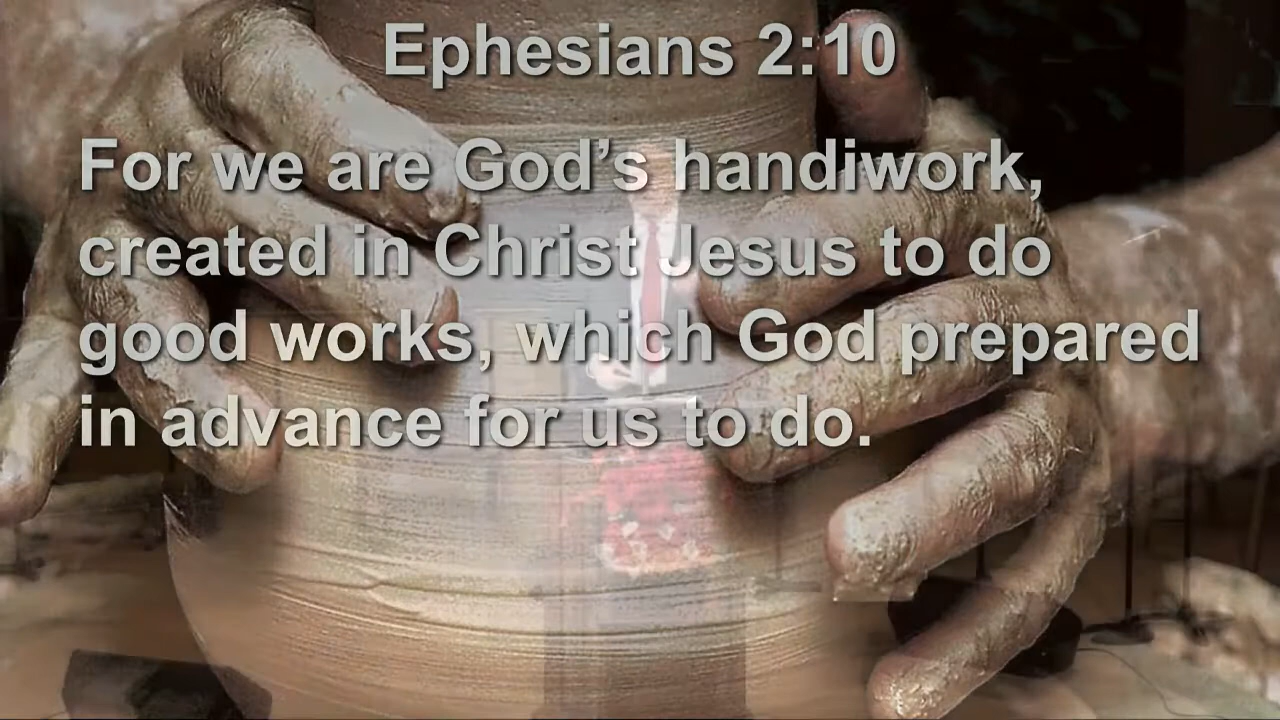 Ephesians 2:10
For we are God’s handiwork,
created in Christ Jesus to do
good works, which God prepared
in advance for us to do.